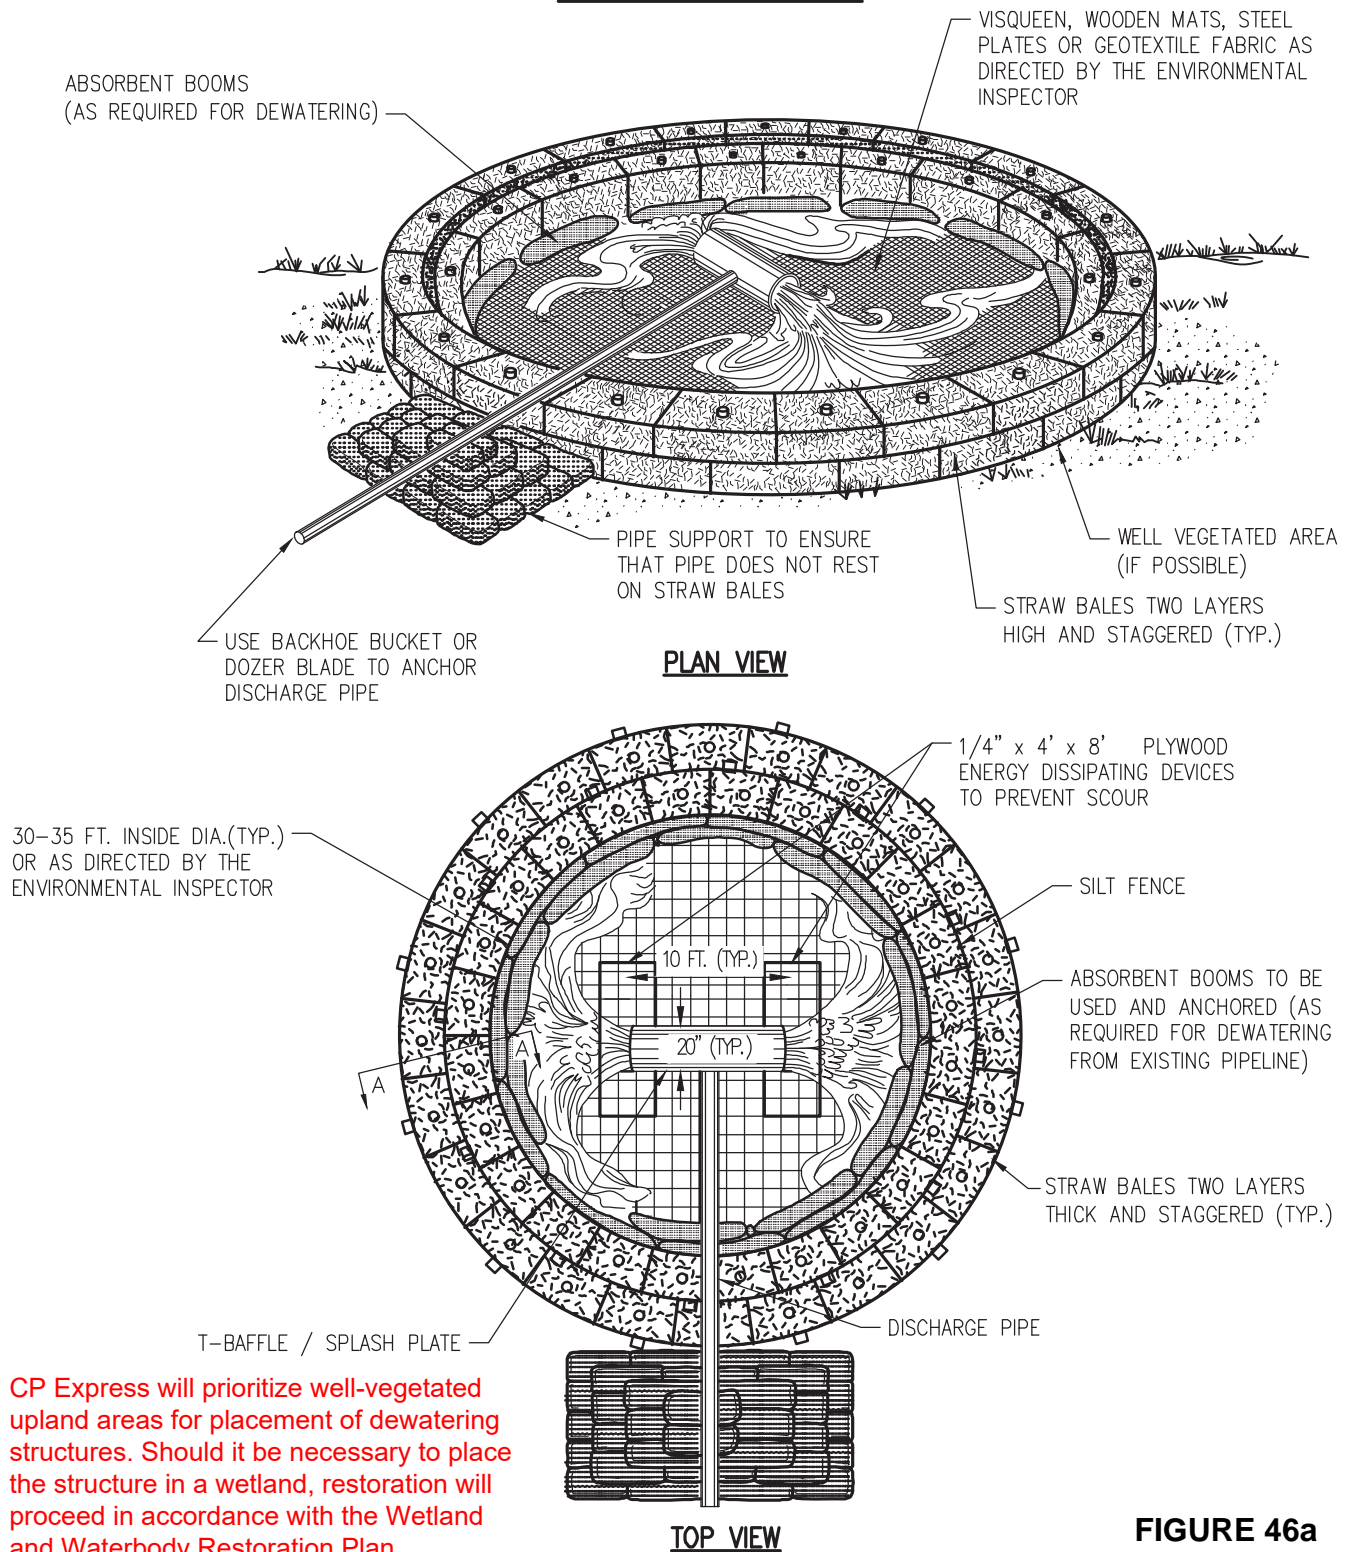 VISQUEEN, WOODEN MATS, STEEL
PLATES OR GEOTEXTILE FABRIC AS
DIRECTED BY THE ENVIRONMENTAL
INSPECTOR
ABSORBENT BOOMS
(AS REQUIRED FOR DEWATERING)
PIPE SUPPORT TO ENSURE
THAT PIPE DOES NOT REST
ON STRAW BALES
WELL VEGETATED AREA
(IF POSSIBLE)
STRAW BALES TWO LAYERS
HIGH AND STAGGERED (TYP.)
USE BACKHOE BUCKET OR
DOZER BLADE TO ANCHOR
DISCHARGE PIPE
PLAN VIEW
1/4" x 4' x 8' PLYWOOD
ENERGY DISSIPATING DEVICES
TO PREVENT SCOUR
30-35 FT. INSIDE DIA.(TYP.)
OR AS DIRECTED BY THE
ENVIRONMENTAL INSPECTOR
SILT FENCE
10 FT. (TYP.)
ABSORBENT BOOMS TO BE
USED AND ANCHORED (AS
REQUIRED FOR DEWATERING
FROM EXISTING PIPELINE)
20" (TYP.)
A
A
STRAW BALES TWO LAYERS
THICK AND STAGGERED (TYP.)
DISCHARGE PIPE
T-BAFFLE / SPLASH PLATE
CP Express will prioritize well-vegetated
upland areas for placement of dewatering
structures. Should it be necessary to place
the structure in a wetland, restoration will
proceed in accordance with the Wetland
and Waterbody Restoration Plan
TOP VIEW
FIGURE 46a